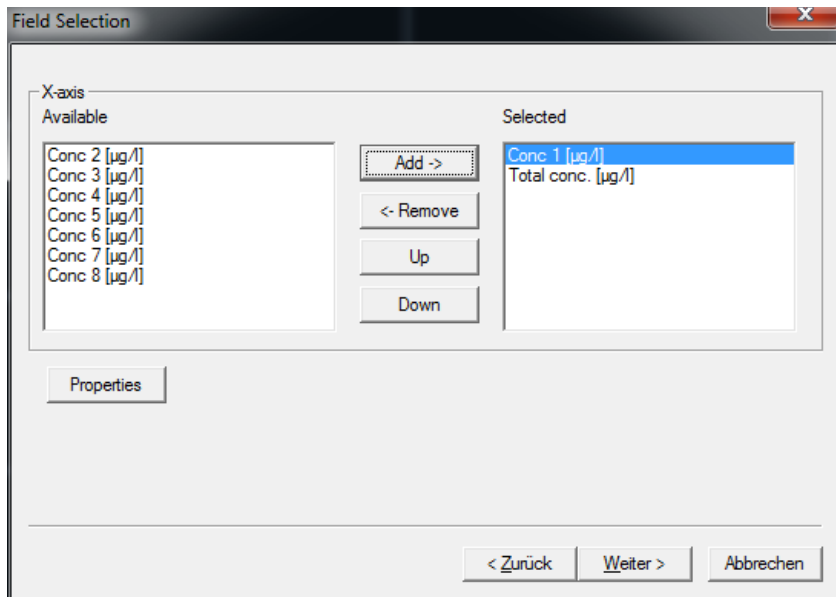 Field Selection
X
X-axis
Available
Selected
Conc 2 [µg/l]
Conc 3 [µg/l]
Conc 4 [µg/l]
Conc 5 [µg/l]
Conc 6 [µg/l]
Conc 7 [µg/l]
Conc 8 [µg/l]
Add ->
<- Remove
Up
Down
Conc 1 [µg/l]
Total conc. [µg/l]
Properties
< Zurück
Weiter >
Abbrechen